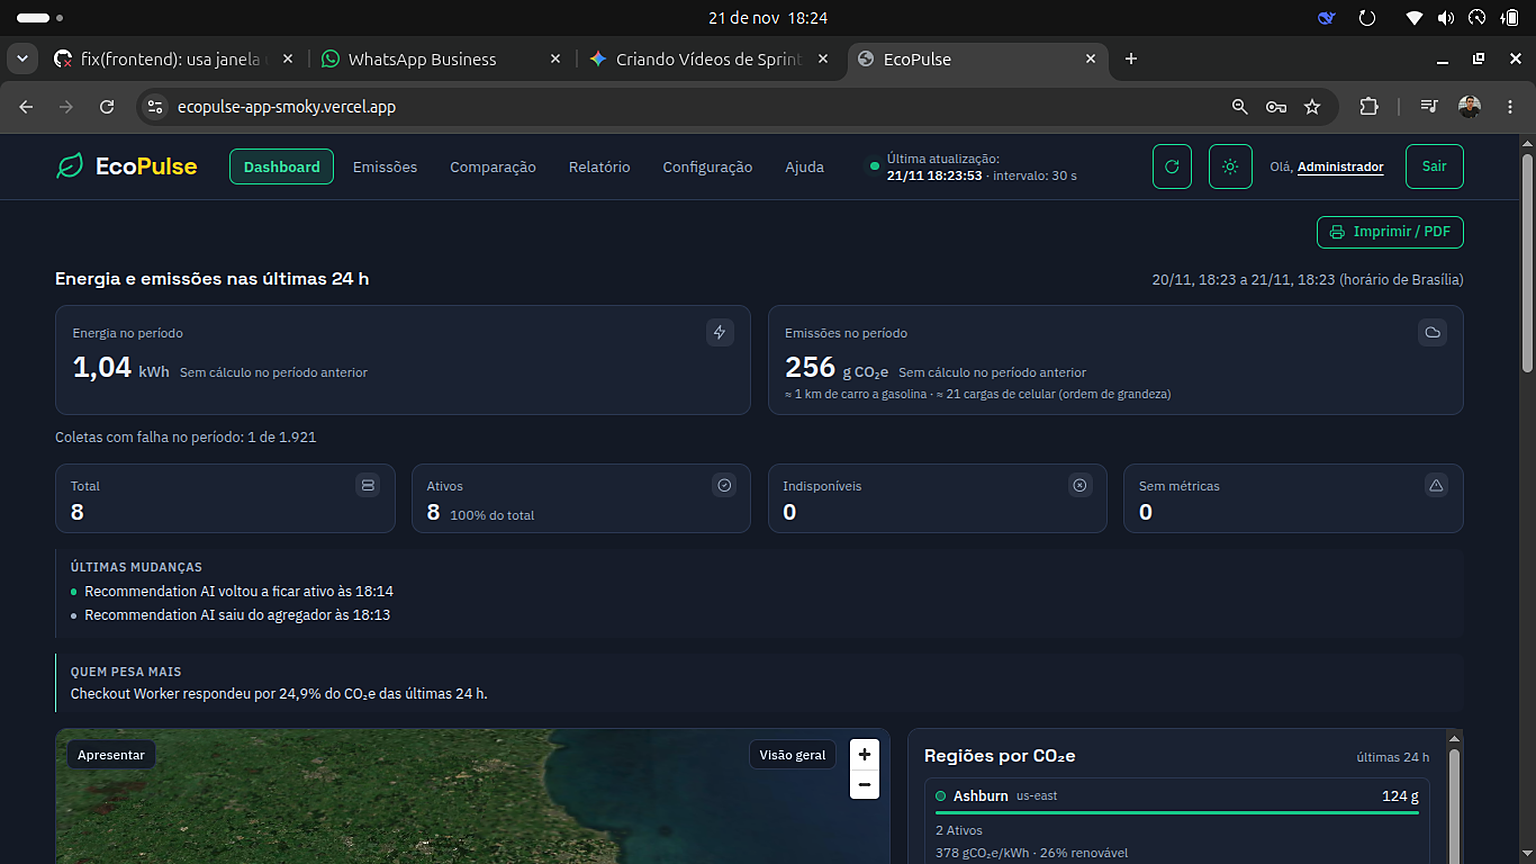 21 de nov 18:24
fix(frontend): usa janela
WhatsApp Business
Criando Vídeos de Sprint
EcoPulse
ecopulse-app-smoky.vercel.app
EcoPulse
Dashboard
Emissões
Comparação
Relatório
Configuração
Ajuda
Última atualização:
21/11 18:23:53 · intervalo: 30 s
Olá, Administrador
Sair
Imprimir / PDF
Energia e emissões nas últimas 24 h
20/11, 18:23 a 21/11, 18:23 (horário de Brasília)
Energia no período
1,04 kWh Sem cálculo no período anterior
Emissões no período
256 g CO₂e Sem cálculo no período anterior
≈ 1 km de carro a gasolina · ≈ 21 cargas de celular (ordem de grandeza)
Coletas com falha no período: 1 de 1.921
Total
8
Ativos
8 100% do total
Indisponíveis
0
Sem métricas
0
ÚLTIMAS MUDANÇAS
Recommendation AI voltou a ficar ativo às 18:14
Recommendation AI saiu do agregador às 18:13
QUEM PESA MAIS
Checkout Worker respondeu por 24,9% do CO₂e das últimas 24 h.
Apresentar
Visão geral
+
−
Regiões por CO₂e
últimas 24 h
Ashburn us-east
124 g
2 Ativos
378 gCO₂e/kWh · 26% renovável